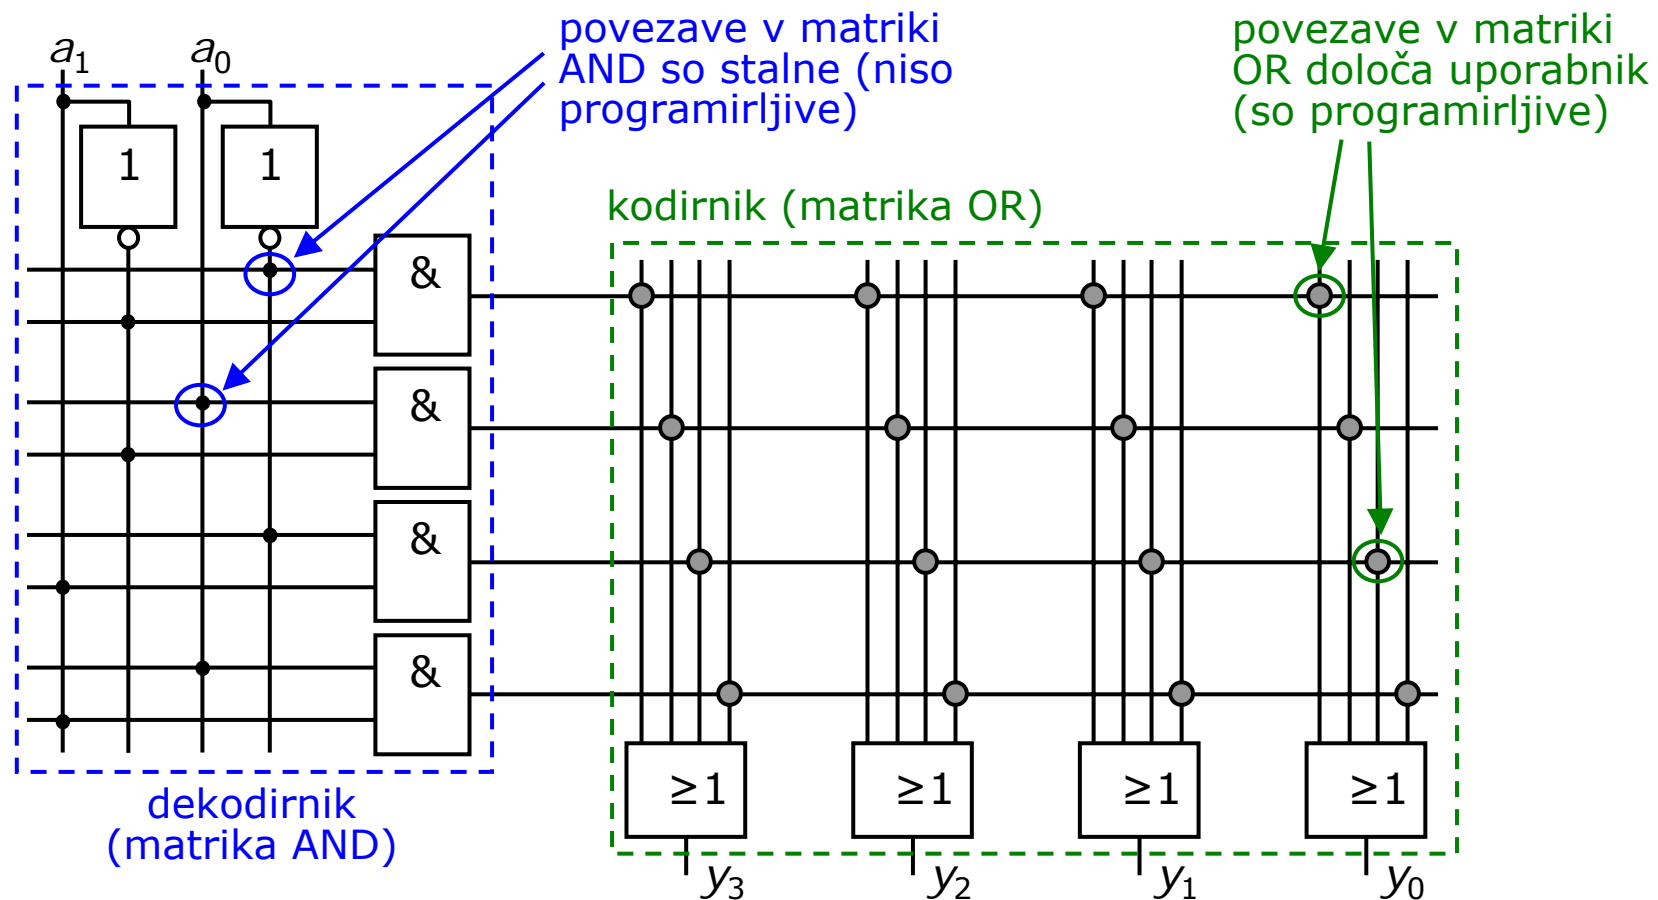 povezave v matriki
AND so stalne (niso
programirljive)
povezave v matriki
OR določa uporabnik
(so programirljive)
a1 a0
1 1
kodirnik (matrika OR)
&
&
&
&
≥1 ≥1 ≥1 ≥1
dekodirnik
(matrika AND)
y3 y2 y1 y0